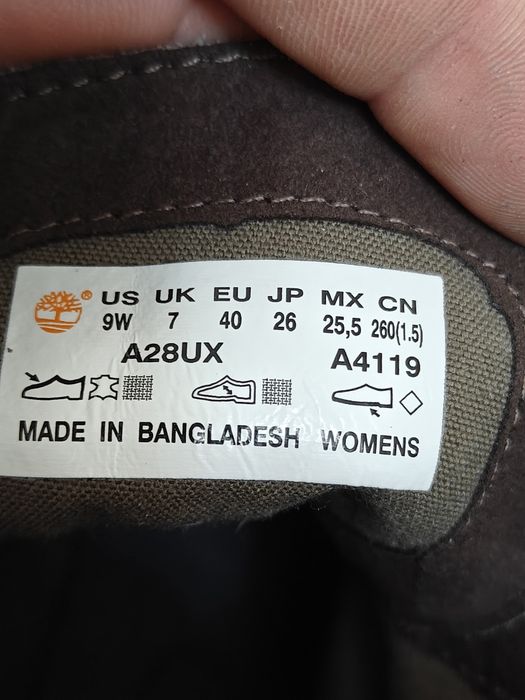 ® US UK EU JP MX CN
9W 7 40 26 25,5 260(1.5)
A28UX A4119
MADE IN BANGLADESH WOMENS